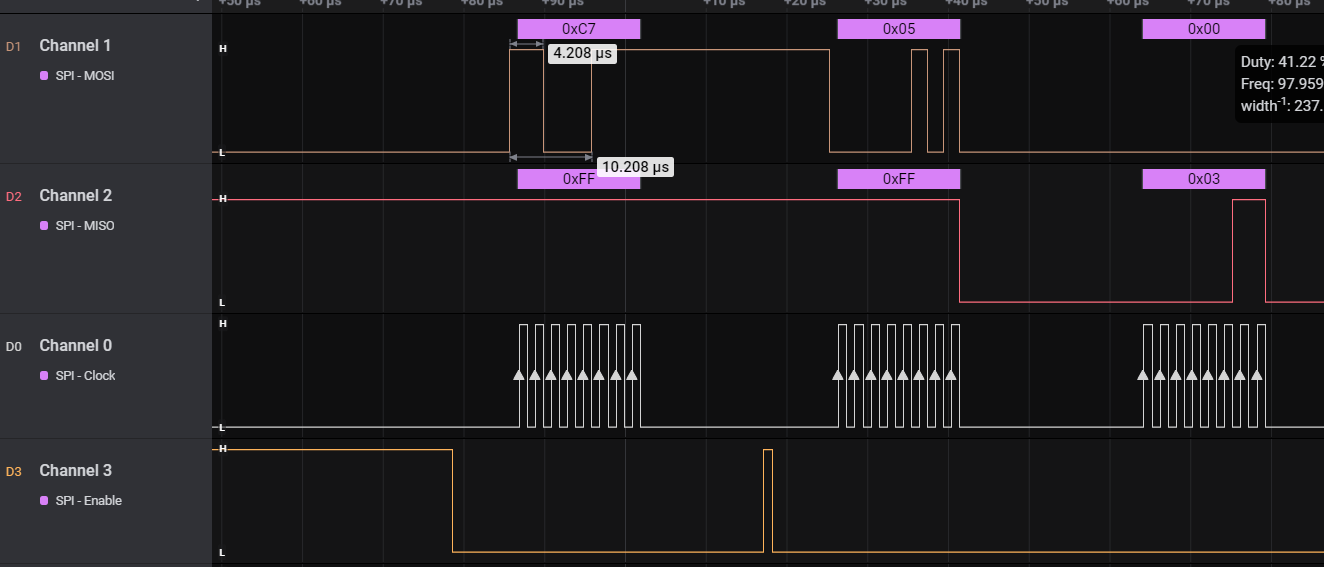 +50 µs +60 µs +70 µs +80 µs +90 µs +10 µs +20 µs +30 µs +40 µs +50 µs +60 µs +70 µs +80 µs
D1 Channel 1
SPI - MOSI
H
L
0xC7 0x05 0x00
4.208 µs
10.208 µs
Duty: 41.22 %
Freq: 97.959
width-1: 237.
D2 Channel 2
SPI - MISO
H
L
0xFF 0xFF 0x03
D0 Channel 0
SPI - Clock
H
L
D3 Channel 3
SPI - Enable
H
L